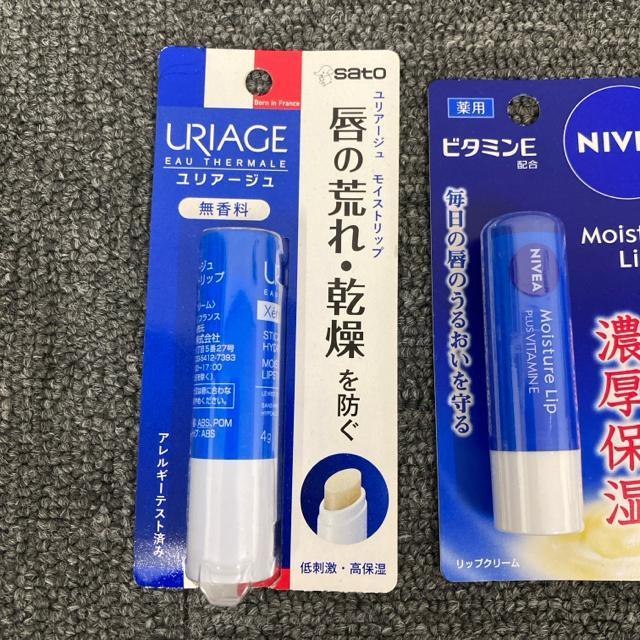 Born in France
URIAGE
EAU THERMALE
ユリアージュ
無香料
sato
ユリアージュ モイストリップ
唇の荒れ・乾燥を防ぐ
アレルギーテスト済み
低刺激・高保湿
4g
薬用
ビタミンE
配合
毎日の唇のうるおいを守る
NIVEA
Moisture Lip
PLUS VITAMIN E
濃厚保湿
リップクリーム